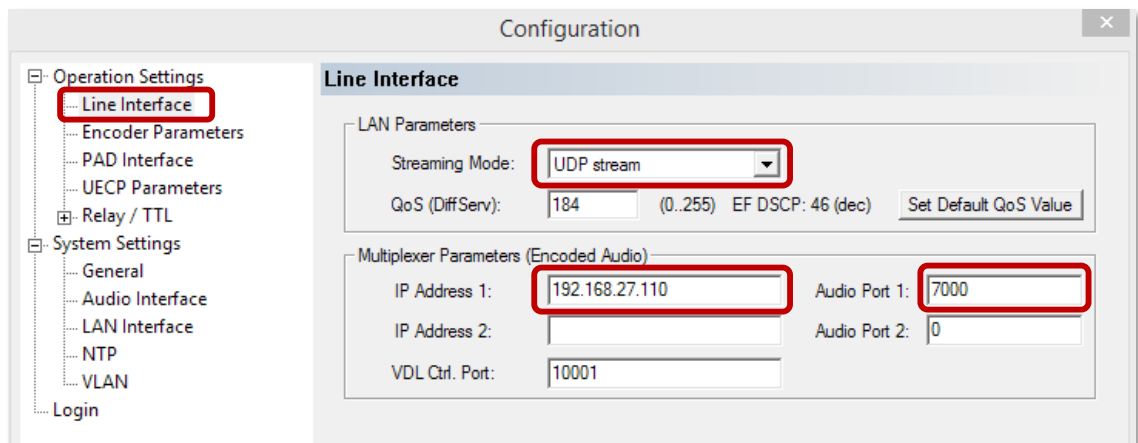 Configuration
Operation Settings
Line Interface
Encoder Parameters
PAD Interface
UECP Parameters
Relay / TTL
System Settings
General
Audio Interface
LAN Interface
NTP
VLAN
Login
Line Interface
LAN Parameters
Streaming Mode: UDP stream
QoS (DiffServ): 184 (0..255) EF DSCP: 46 (dec) Set Default QoS Value
Multiplexer Parameters (Encoded Audio)
IP Address 1: 192.168.27.110 Audio Port 1: 7000
IP Address 2: Audio Port 2: 0
VDL Ctrl. Port: 10001